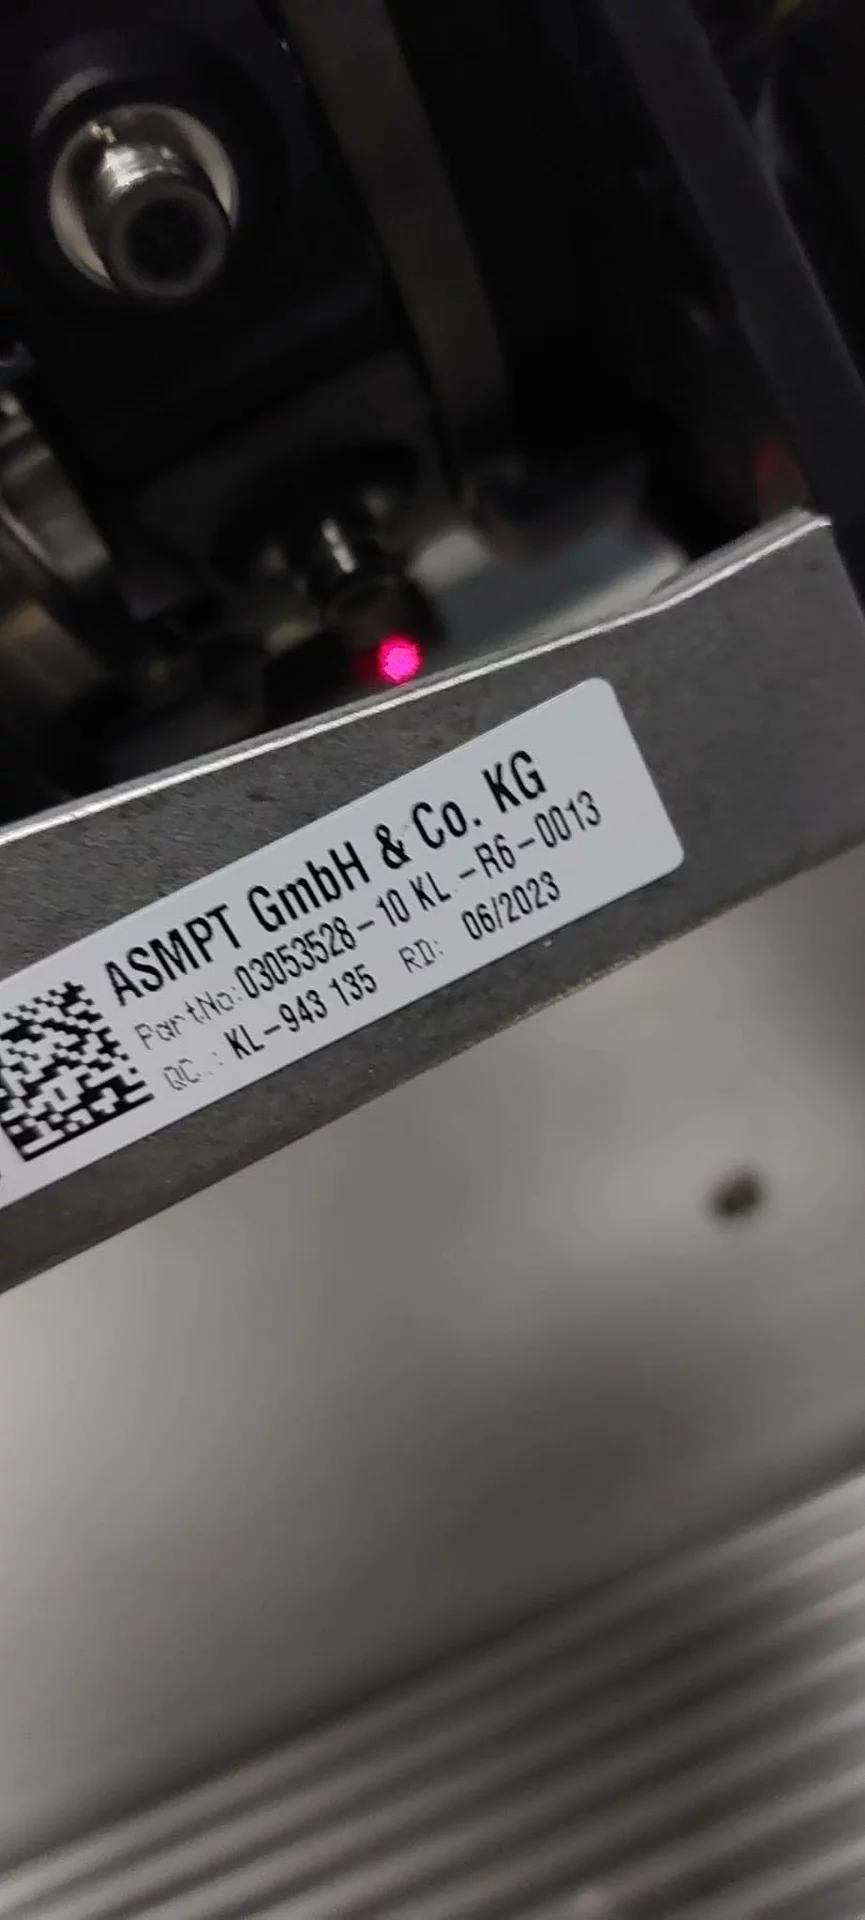 ASMPT GmbH & Co. KG
PartNo:03053528-10 KL-R6-0013
QC.: KL-943 135 RD: 06/2023